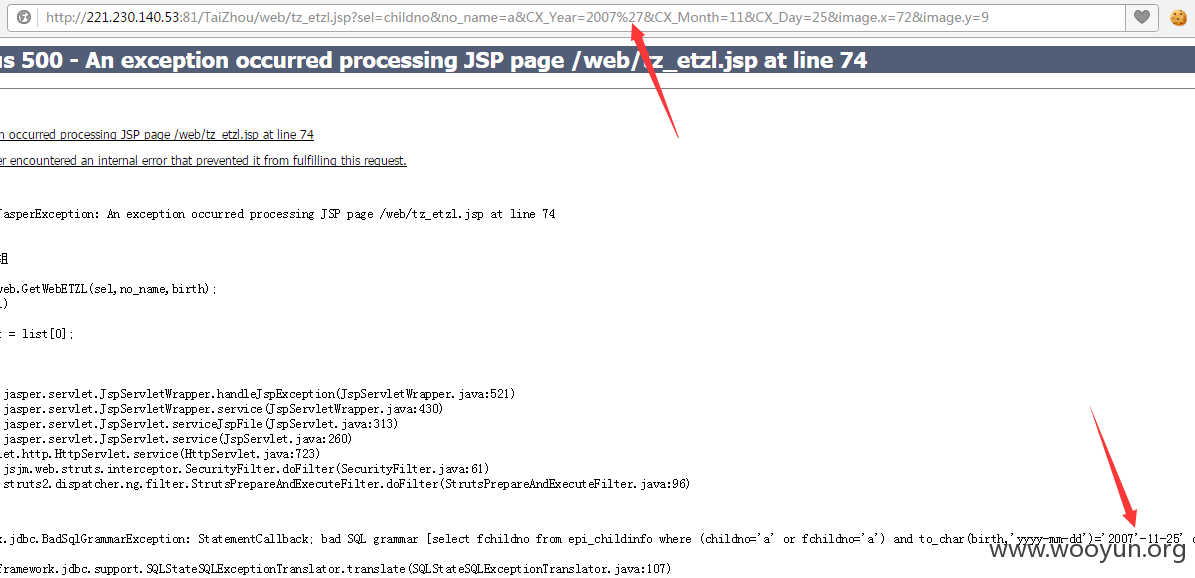 http://221.230.140.53:81/TaiZhou/web/tz_etzl.jsp?sel=childno&no_name=a&CX_Year=2007%27&CX_Month=11&CX_Day=25&image.x=72&image.y=9
us 500 - An exception occurred processing JSP page /web/tz_etzl.jsp at line 74
n occurred processing JSP page /web/tz_etzl.jsp at line 74
er encountered an internal error that prevented it from fulfilling this request.
JasperException: An exception occurred processing JSP page /web/tz_etzl.jsp at line 74
组
web.GetWebETZL(sel,no_name,birth);
)
= list[0];
jasper.servlet.JspServletWrapper.handleJspException(JspServletWrapper.java:521)
jasper.servlet.JspServletWrapper.service(JspServletWrapper.java:430)
jasper.servlet.JspServlet.serviceJspFile(JspServlet.java:313)
jasper.servlet.JspServlet.service(JspServlet.java:260)
let.http.HttpServlet.service(HttpServlet.java:723)
jsjm.web.struts.interceptor.SecurityFilter.doFilter(SecurityFilter.java:61)
struts2.dispatcher.ng.filter.StrutsPrepareAndExecuteFilter.doFilter(StrutsPrepareAndExecuteFilter.java:96)
k.jdbc.BadSqlGrammarException: StatementCallback; bad SQL grammar [select fchildno from epi_childinfo where (childno='a' or fchildno='a') and to_char(birth,'yyyy-mm-dd')='2007'-11-25'
www.wooyun.org
framework.jdbc.support.SQLStateSQLExceptionTranslator.translate(SQLStateSQLExceptionTranslator.java:107)